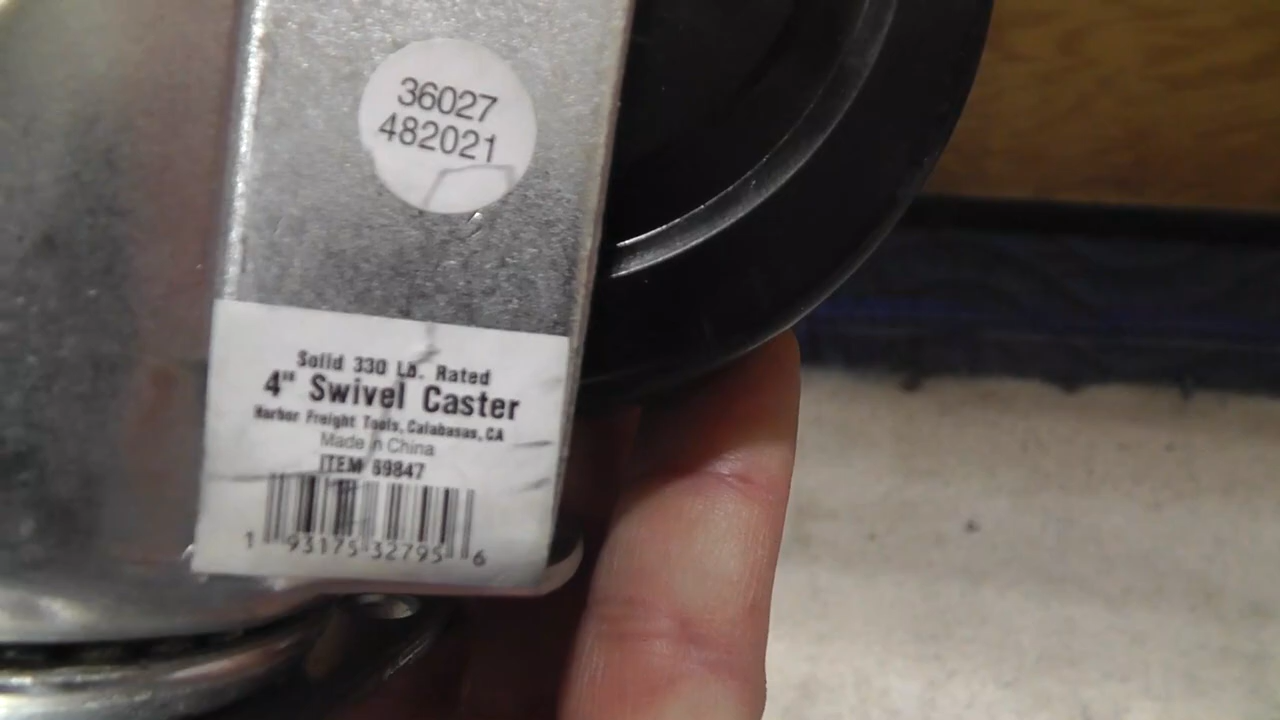 36027
482021
Solid 330 Lb. Rated
4" Swivel Caster
Harbor Freight Tools, Calabasas, CA
Made in China
ITEM 69847
1 93175 32795 6